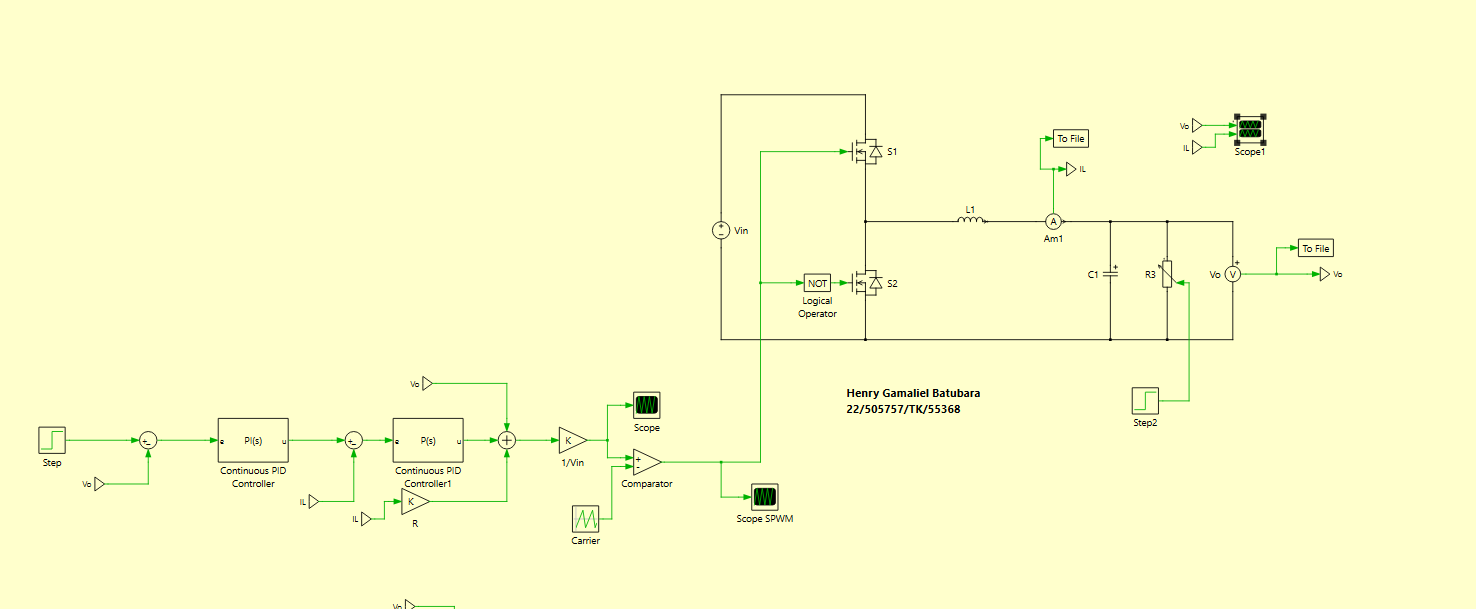 S1
To File
IL
Vo
IL
Scope1
L1
A
Am1
Vin
NOT
Logical
Operator
S2
C1
R3
Vo
V
To File
Vo
Henry Gamaliel Batubara
22/505757/TK/55368
Step2
Vo
Step
Vo
e
PI(s)
u
Continuous PID
Controller
IL
e
P(s)
u
Continuous PID
Controller1
IL
K
R
K
1/Vin
Scope
Comparator
Carrier
Scope SPWM
Vo